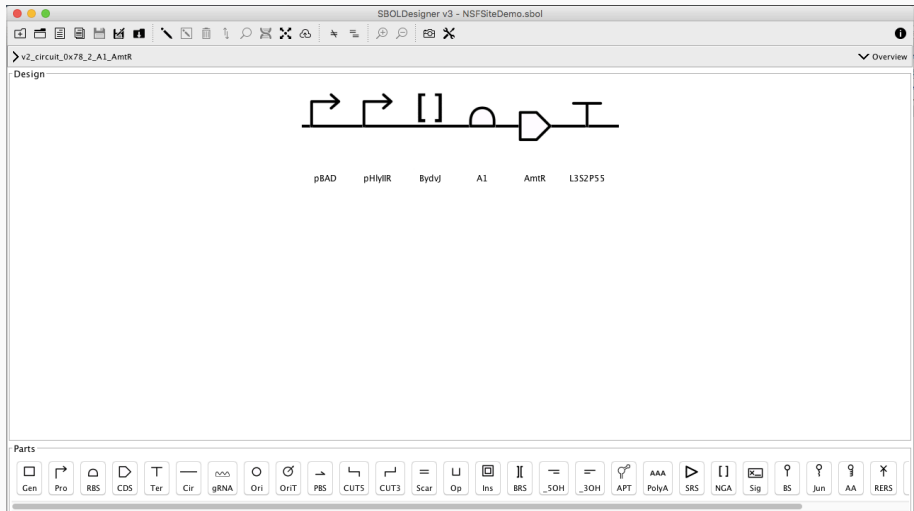 SBOLDesigner v3 - NSFSiteDemo.sbol
v2_circuit_0x78_2_A1_AmtR Overview
Design
pBAD pHlyIIR BydvJ A1 AmtR L3S2P55
Parts
AAA
Gen Pro RBS CDS Ter Cir gRNA Ori OriT PBS CUT5 CUT3 Scar Op Ins BRS _5OH _3OH APT PolyA SRS NGA Sig BS Jun AA RERS